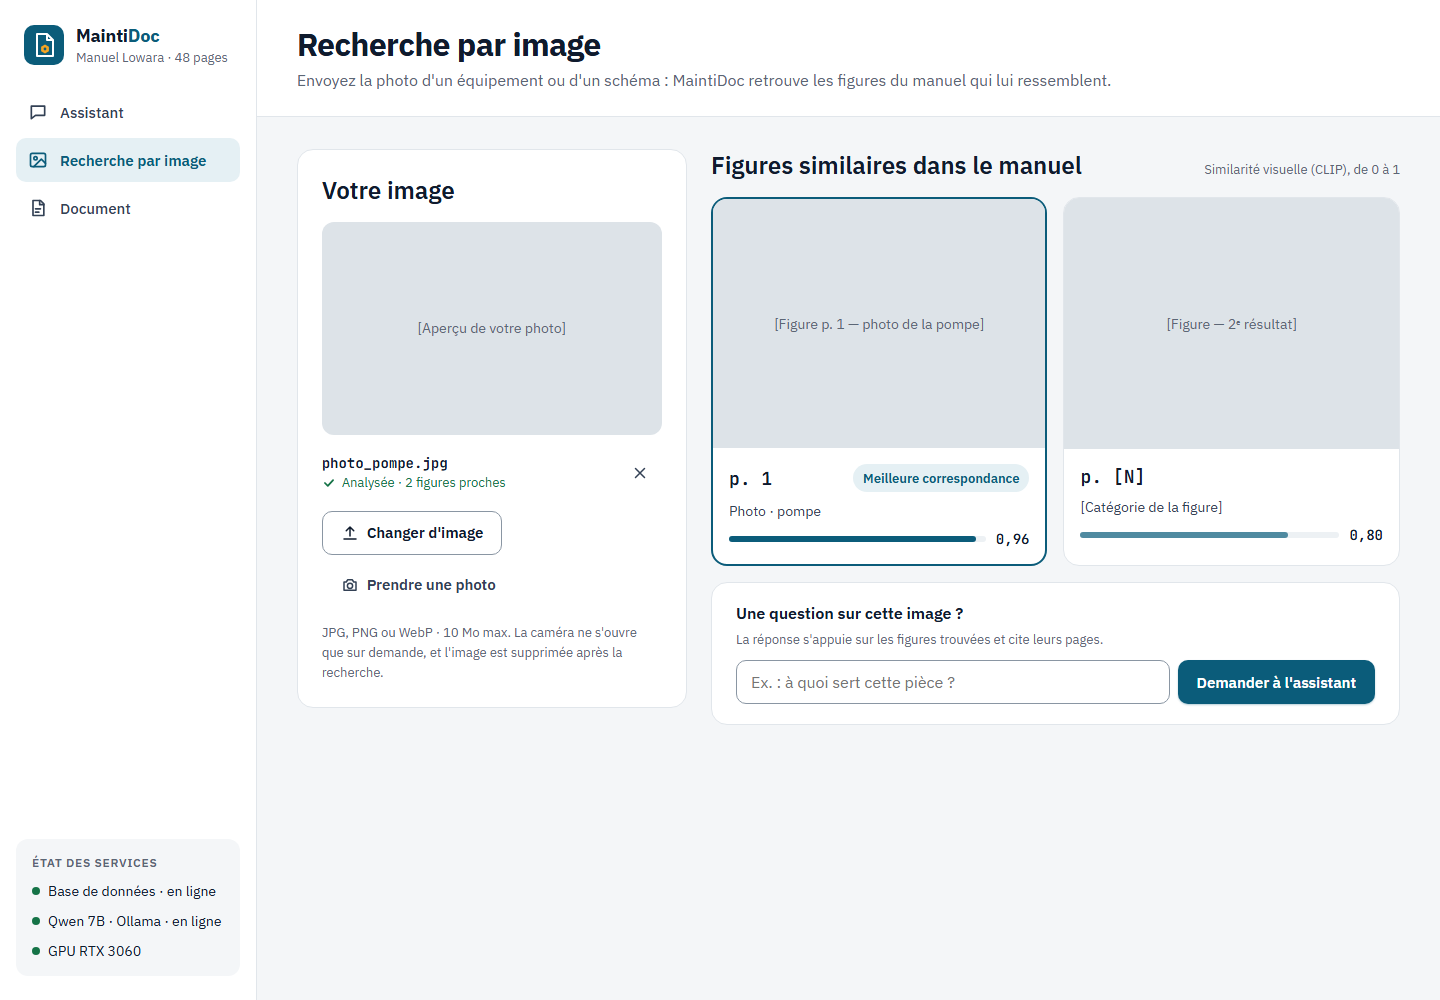 MaintiDoc
Manuel Lowara · 48 pages
Assistant
Recherche par image
Document
ÉTAT DES SERVICES
Base de données · en ligne
Qwen 7B · Ollama · en ligne
GPU RTX 3060
Recherche par image
Envoyez la photo d'un équipement ou d'un schéma : MaintiDoc retrouve les figures du manuel qui lui ressemblent.
Votre image
[Aperçu de votre photo]
photo_pompe.jpg
Analysée · 2 figures proches
Changer d'image
Prendre une photo
JPG, PNG ou WebP · 10 Mo max. La caméra ne s'ouvre
que sur demande, et l'image est supprimée après la
recherche.
Figures similaires dans le manuel
Similarité visuelle (CLIP), de 0 à 1
[Figure p. 1 — photo de la pompe]
p. 1
Meilleure correspondance
Photo · pompe
0,96
[Figure — 2ᵉ résultat]
p. [N]
[Catégorie de la figure]
0,80
Une question sur cette image ?
La réponse s'appuie sur les figures trouvées et cite leurs pages.
Ex. : à quoi sert cette pièce ?
Demander à l'assistant